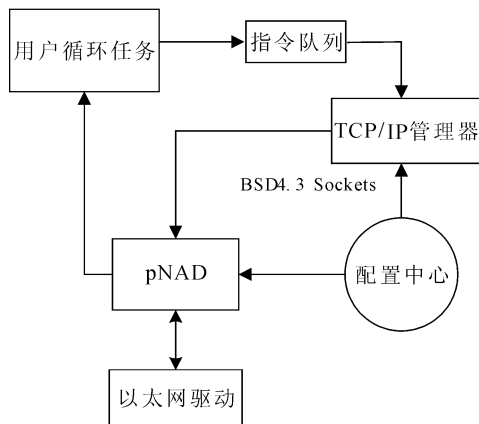 用户循环任务
指令队列
TCP/IP管理器
BSD4.3 Sockets
pNAD
配置中心
以太网驱动